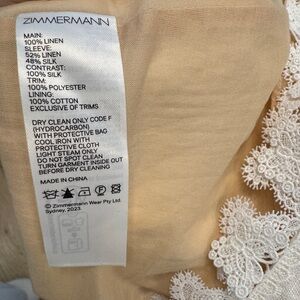 ZIMMERMANN
MAIN:
100% LINEN
SLEEVE:
52% LINEN
48% SILK
CONTRAST:
100% SILK
TRIM:
100% POLYESTER
LINING:
100% COTTON
EXCLUSIVE OF TRIMS
DRY CLEAN ONLY CODE F
(HYDROCARBON)
WITH PROTECTIVE BAG
COOL IRON WITH
PROTECTIVE CLOTH
LIGHT STEAM ONLY
DO NOT SPOT CLEAN
TURN GARMENT INSIDE OUT
BEFORE DRY CLEANING
MADE IN CHINA
© Zimmermann Wear Pty Ltd.
Sydney, 2023.